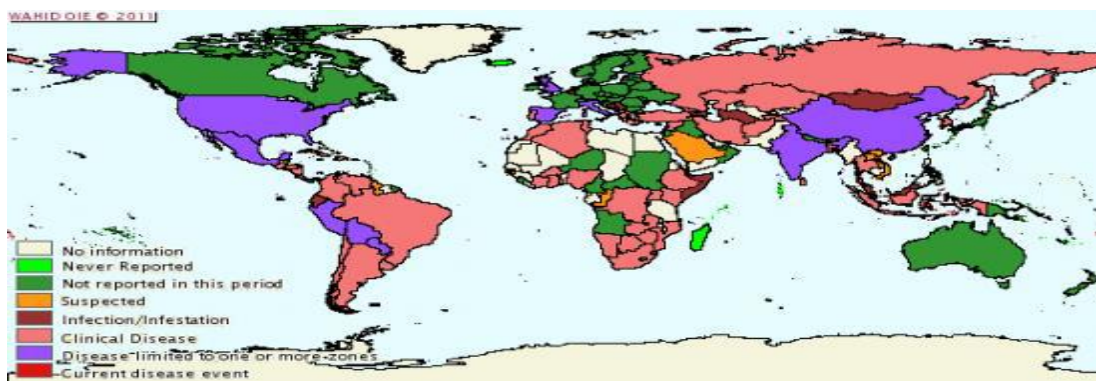 WAHID OIE © 2011
No information
Never Reported
Not reported in this period
Suspected
Infection/Infestation
Clinical Disease
Disease limited to one or more zones
Current disease event